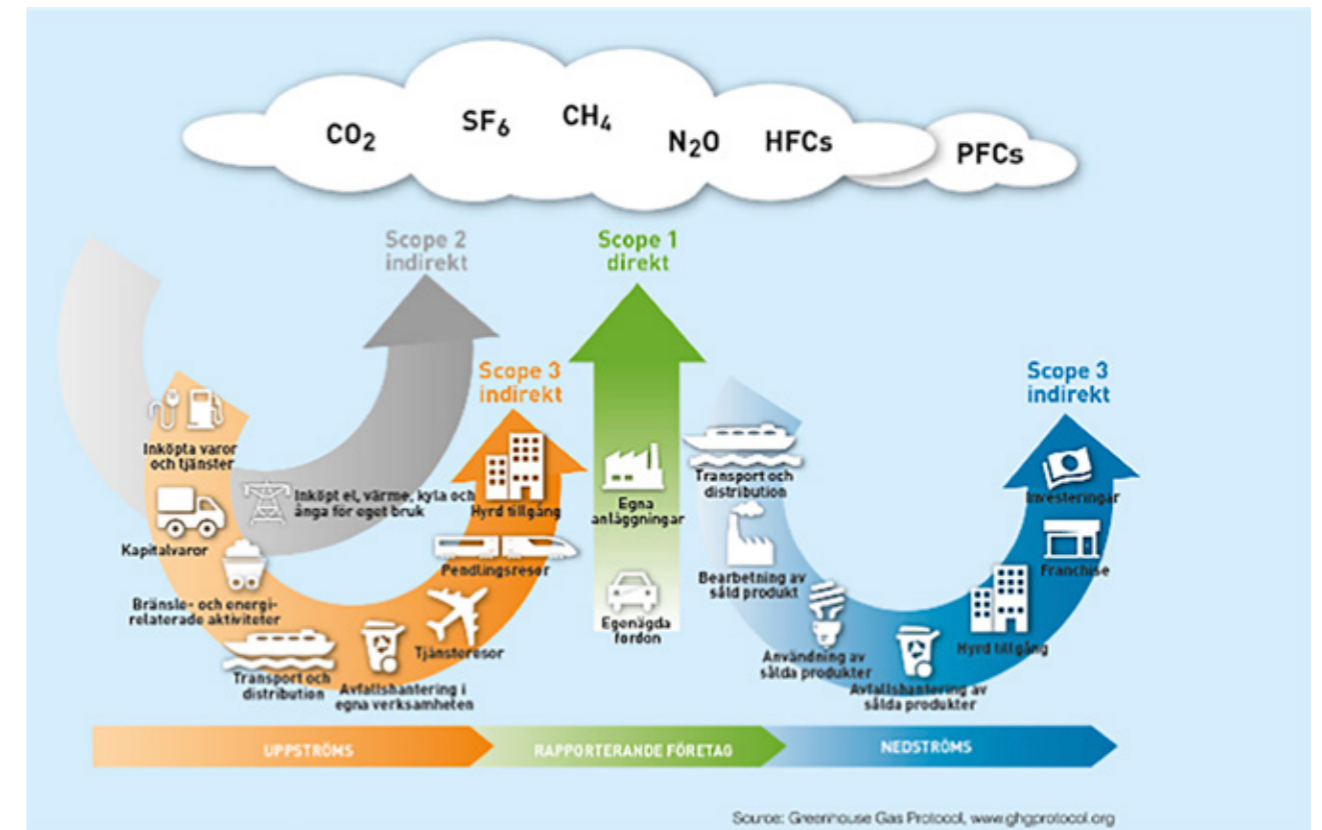 CO₂
SF₆
CH₄
N₂O
HFCs
PFCs
Scope 2
indirekt
Scope 1
direkt
Scope 3
indirekt
Scope 3
indirekt
Inköpta varor
och tjänster
Kapitalvaror
Bränsle- och energi-
relaterade aktiviteter
Transport och
distribution
Avfallshantering i
egna verksamheten
Tjänsteresor
Pendlingsresor
Hyrd tillgång
Inköpt el, värme, kyla och
ånga för eget bruk
Egna
anläggningar
Egenägda
fordon
Transport och
distribution
Bearbetning av
såld produkt
Användning av
sålda produkter
Avfallshantering av
sålda produkter
Hyrd tillgång
Franchise
Investeringar
UPPSTRÖMS
RAPPORTERANDE FÖRETAG
NEDSTRÖMS
Source: Greenhouse Gas Protocol, www.ghgprotocol.org